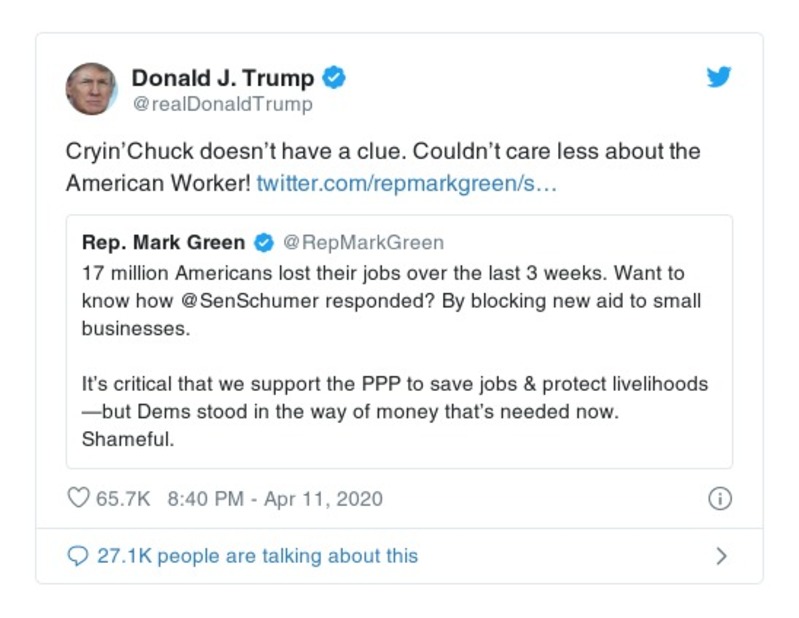 Donald J. Trump
@realDonaldTrump
Cryin’Chuck doesn’t have a clue. Couldn’t care less about the
American Worker! twitter.com/repmarkgreen/s…
Rep. Mark Green @RepMarkGreen
17 million Americans lost their jobs over the last 3 weeks. Want to
know how @SenSchumer responded? By blocking new aid to small
businesses.
It’s critical that we support the PPP to save jobs & protect livelihoods
—but Dems stood in the way of money that’s needed now.
Shameful.
65.7K 8:40 PM - Apr 11, 2020
27.1K people are talking about this